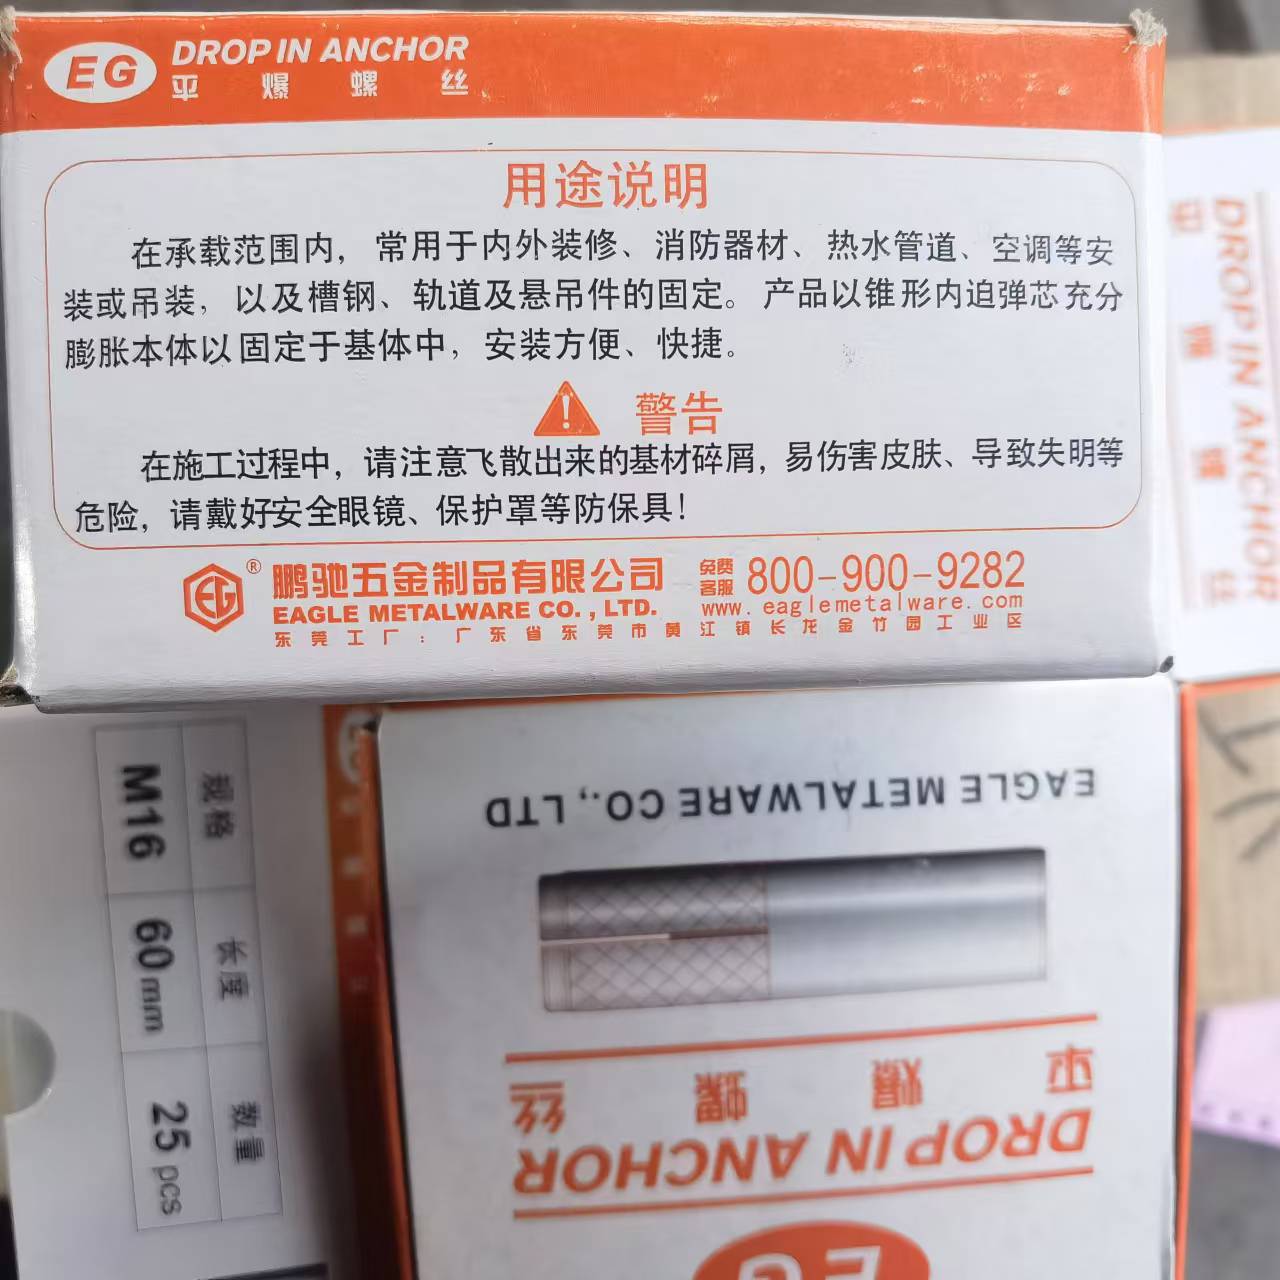 EG
DROP IN ANCHOR
平爆螺丝
用途说明
在承载范围内，常用于内外装修、消防器材、热水管道、空调等安
装或吊装，以及槽钢、轨道及悬吊件的固定。产品以锥形内迫弹芯充分
膨胀本体以固定于基体中，安装方便、快捷。
警告
在施工过程中，请注意飞散出来的基材碎屑，易伤害皮肤、导致失明等
危险，请戴好安全眼镜、保护罩等防保具！
EG®
鹏驰五金制品有限公司
EAGLE METALWARE CO., LTD.
免费
客服
800-900-9282
www.eaglemetalware.com
东莞工厂：广东省东莞市黄江镇长龙金竹园工业区
DROP IN ANCHOR
平爆螺丝
规格 长度 数量
M16 60mm 25pcs
EAGLE METALWARE CO., LTD
平爆螺丝
DROP IN ANCHOR
EG